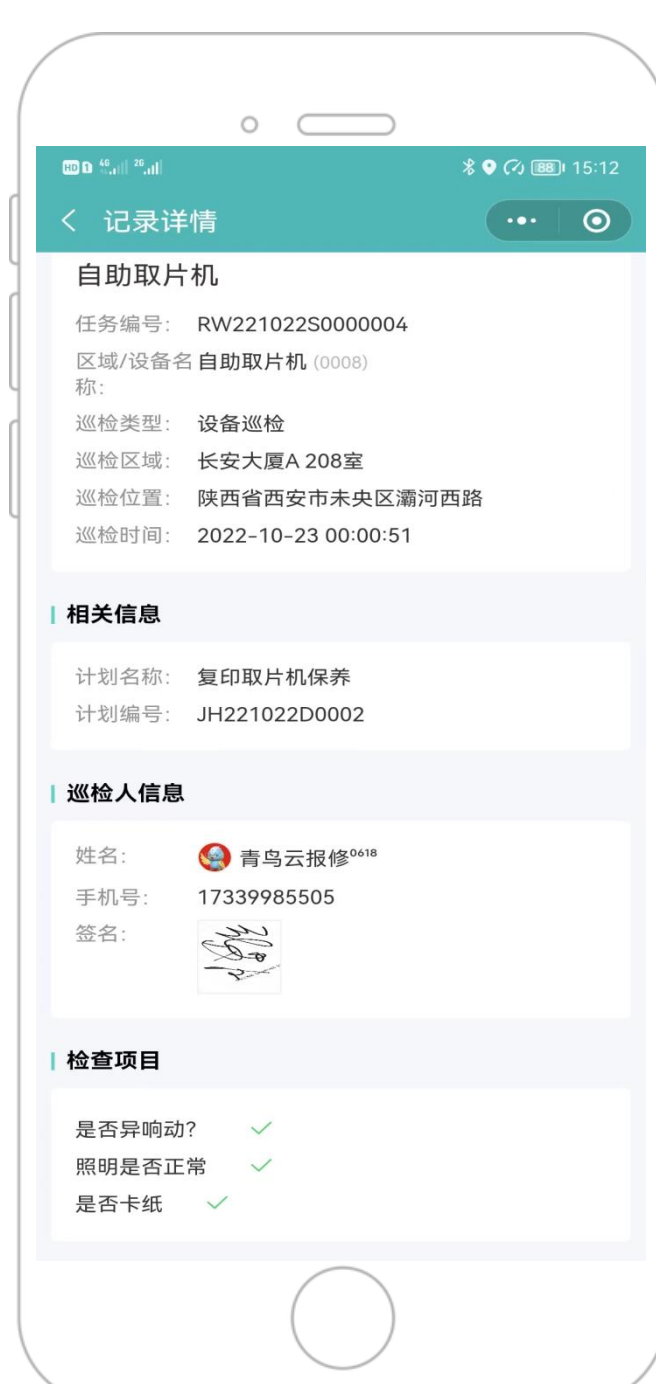 HD 1 4G 2G 88 15:12
记录详情
自助取片机
任务编号: RW221022S0000004
区域/设备名称: 自助取片机 (0008)
巡检类型: 设备巡检
巡检区域: 长安大厦A 208室
巡检位置: 陕西省西安市未央区灞河西路
巡检时间: 2022-10-23 00:00:51
相关信息
计划名称: 复印取片机保养
计划编号: JH221022D0002
巡检人信息
姓名: 青鸟云报修⁰⁶¹⁸
手机号: 17339985505
签名:
检查项目
是否异响动?
照明是否正常
是否卡纸